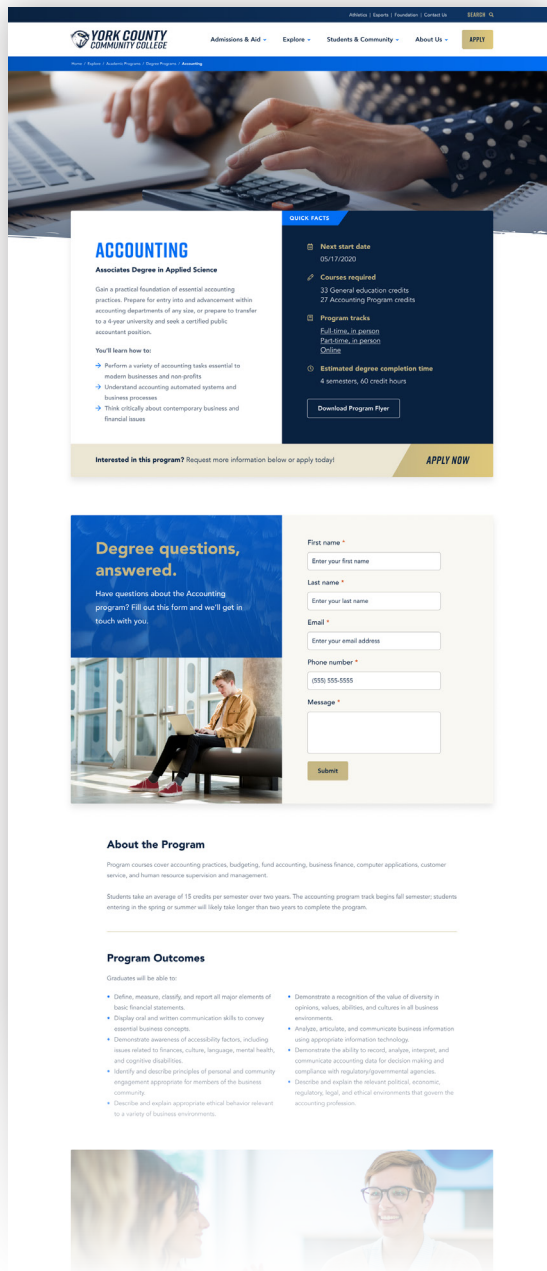 Athletics | Esports | Foundation | Contact Us SEARCH
YORK COUNTY
COMMUNITY COLLEGE
Admissions & Aid Explore Students & Community About Us APPLY
Home / Explore / Academic Programs / Degree Programs / Accounting
ACCOUNTING
Associates Degree in Applied Science
Gain a practical foundation of essential accounting
practices. Prepare for entry into and advancement within
accounting departments of any size, or prepare to transfer
to a 4-year university and seek a certified public
accountant position.
You'll learn how to:
Perform a variety of accounting tasks essential to
modern businesses and non-profits
Understand accounting automated systems and
business processes
Think critically about contemporary business and
financial issues
QUICK FACTS
Next start date
05/17/2020
Courses required
33 General education credits
27 Accounting Program credits
Program tracks
Full-time, in person
Part-time, in person
Online
Estimated degree completion time
4 semesters, 60 credit hours
Download Program Flyer
Interested in this program? Request more information below or apply today!
APPLY NOW
Degree questions,
answered.
Have questions about the Accounting
program? Fill out this form and we'll get in
touch with you.
First name *
Enter your first name
Last name *
Enter your last name
Email *
Enter your email address
Phone number *
(555) 555-5555
Message *
Submit
About the Program
Program courses cover accounting practices, budgeting, fund accounting, business finance, computer applications, customer
service, and human resource supervision and management.
Students take an average of 15 credits per semester over two years. The accounting program track begins fall semester; students
entering in the spring or summer will likely take longer than two years to complete the program.
Program Outcomes
Graduates will be able to:
• Define, measure, classify, and report all major elements of
basic financial statements.
• Display oral and written communication skills to convey
essential business concepts.
• Demonstrate awareness of accessibility factors, including
issues related to finances, culture, language, mental health,
and cognitive disabilities.
• Identify and describe principles of personal and community
engagement appropriate for members of the business
community.
• Describe and explain appropriate ethical behavior relevant
to a variety of business environments.
• Demonstrate a recognition of the value of diversity in
opinions, values, abilities, and cultures in all business
environments.
• Analyze, articulate, and communicate business information
using appropriate information technology.
• Demonstrate the ability to record, analyze, interpret, and
communicate accounting data for decision making and
compliance with regulatory/governmental agencies.
• Describe and explain the relevant political, economic,
regulatory, legal, and ethical environments that govern the
accounting profession.